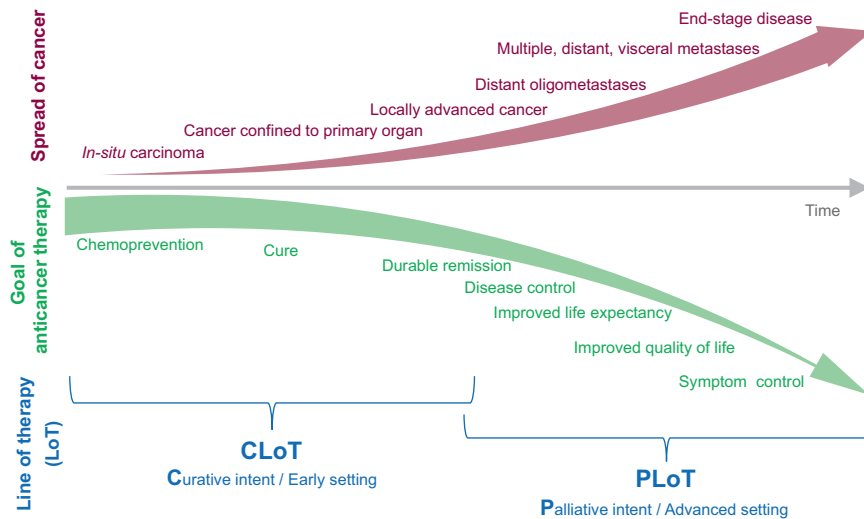 Spread of cancer
End-stage disease
Multiple, distant, visceral metastases
Distant oligometastases
Locally advanced cancer
Cancer confined to primary organ
In-situ carcinoma
Time
Goal of
anticancer therapy
Chemoprevention
Cure
Durable remission
Disease control
Improved life expectancy
Improved quality of life
Symptom control
Line of therapy
(LoT)
CLoT
Curative intent / Early setting
PLoT
Palliative intent / Advanced setting